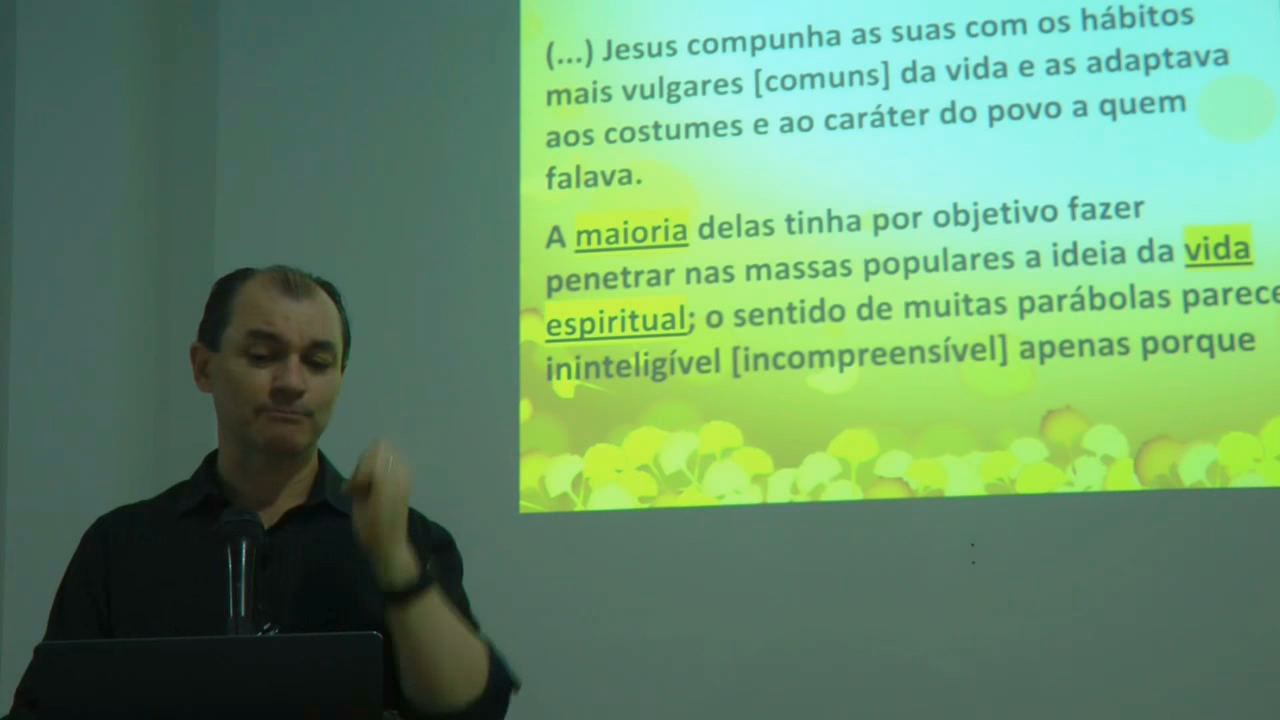 (...) Jesus compunha as suas com os hábitos
mais vulgares [comuns] da vida e as adaptava
aos costumes e ao caráter do povo a quem
falava.
A maioria delas tinha por objetivo fazer
penetrar nas massas populares a ideia da vida
espiritual; o sentido de muitas parábolas parece
ininteligível [incompreensível] apenas porque